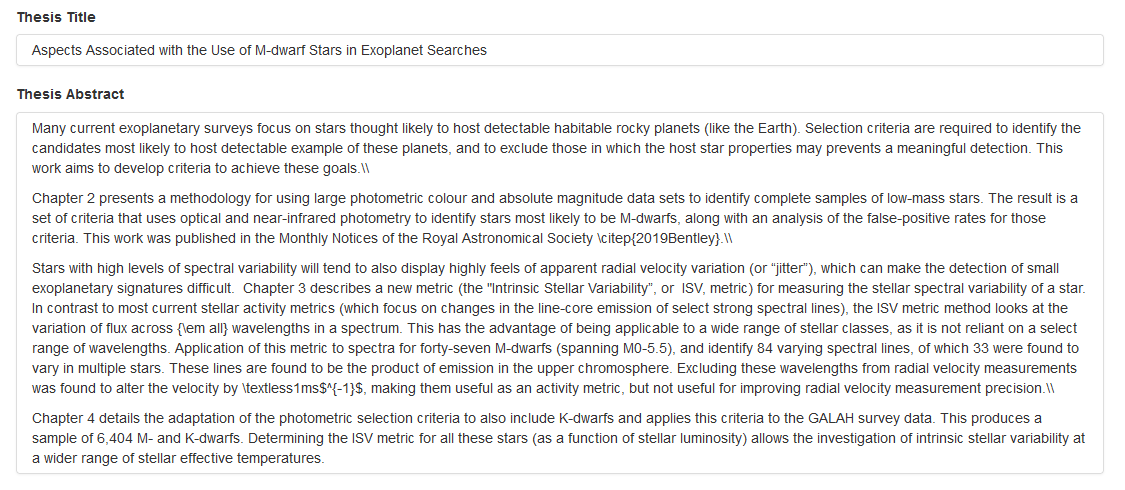 Thesis Title
Aspects Associated with the Use of M-dwarf Stars in Exoplanet Searches
Thesis Abstract
Many current exoplanetary surveys focus on stars thought likely to host detectable habitable rocky planets (like the Earth). Selection criteria are required to identify the
candidates most likely to host detectable example of these planets, and to exclude those in which the host star properties may prevents a meaningful detection. This
work aims to develop criteria to achieve these goals.\\
Chapter 2 presents a methodology for using large photometric colour and absolute magnitude data sets to identify complete samples of low-mass stars. The result is a
set of criteria that uses optical and near-infrared photometry to identify stars most likely to be M-dwarfs, along with an analysis of the false-positive rates for those
criteria. This work was published in the Monthly Notices of the Royal Astronomical Society \citep{2019Bentley}.\\
Stars with high levels of spectral variability will tend to also display highly feels of apparent radial velocity variation (or “jitter”), which can make the detection of small
exoplanetary signatures difficult.  Chapter 3 describes a new metric (the "Intrinsic Stellar Variability”, or  ISV, metric) for measuring the stellar spectral variability of a star.
In contrast to most current stellar activity metrics (which focus on changes in the line-core emission of select strong spectral lines), the ISV metric method looks at the
variation of flux across {\em all} wavelengths in a spectrum. This has the advantage of being applicable to a wide range of stellar classes, as it is not reliant on a select
range of wavelengths. Application of this metric to spectra for forty-seven M-dwarfs (spanning M0-5.5), and identify 84 varying spectral lines, of which 33 were found to
vary in multiple stars. These lines are found to be the product of emission in the upper chromosphere. Excluding these wavelengths from radial velocity measurements
was found to alter the velocity by \textless1ms$^{-1}$, making them useful as an activity metric, but not useful for improving radial velocity measurement precision.\\
Chapter 4 details the adaptation of the photometric selection criteria to also include K-dwarfs and applies this criteria to the GALAH survey data. This produces a
sample of 6,404 M- and K-dwarfs. Determining the ISV metric for all these stars (as a function of stellar luminosity) allows the investigation of intrinsic stellar variability at
a wider range of stellar effective temperatures.